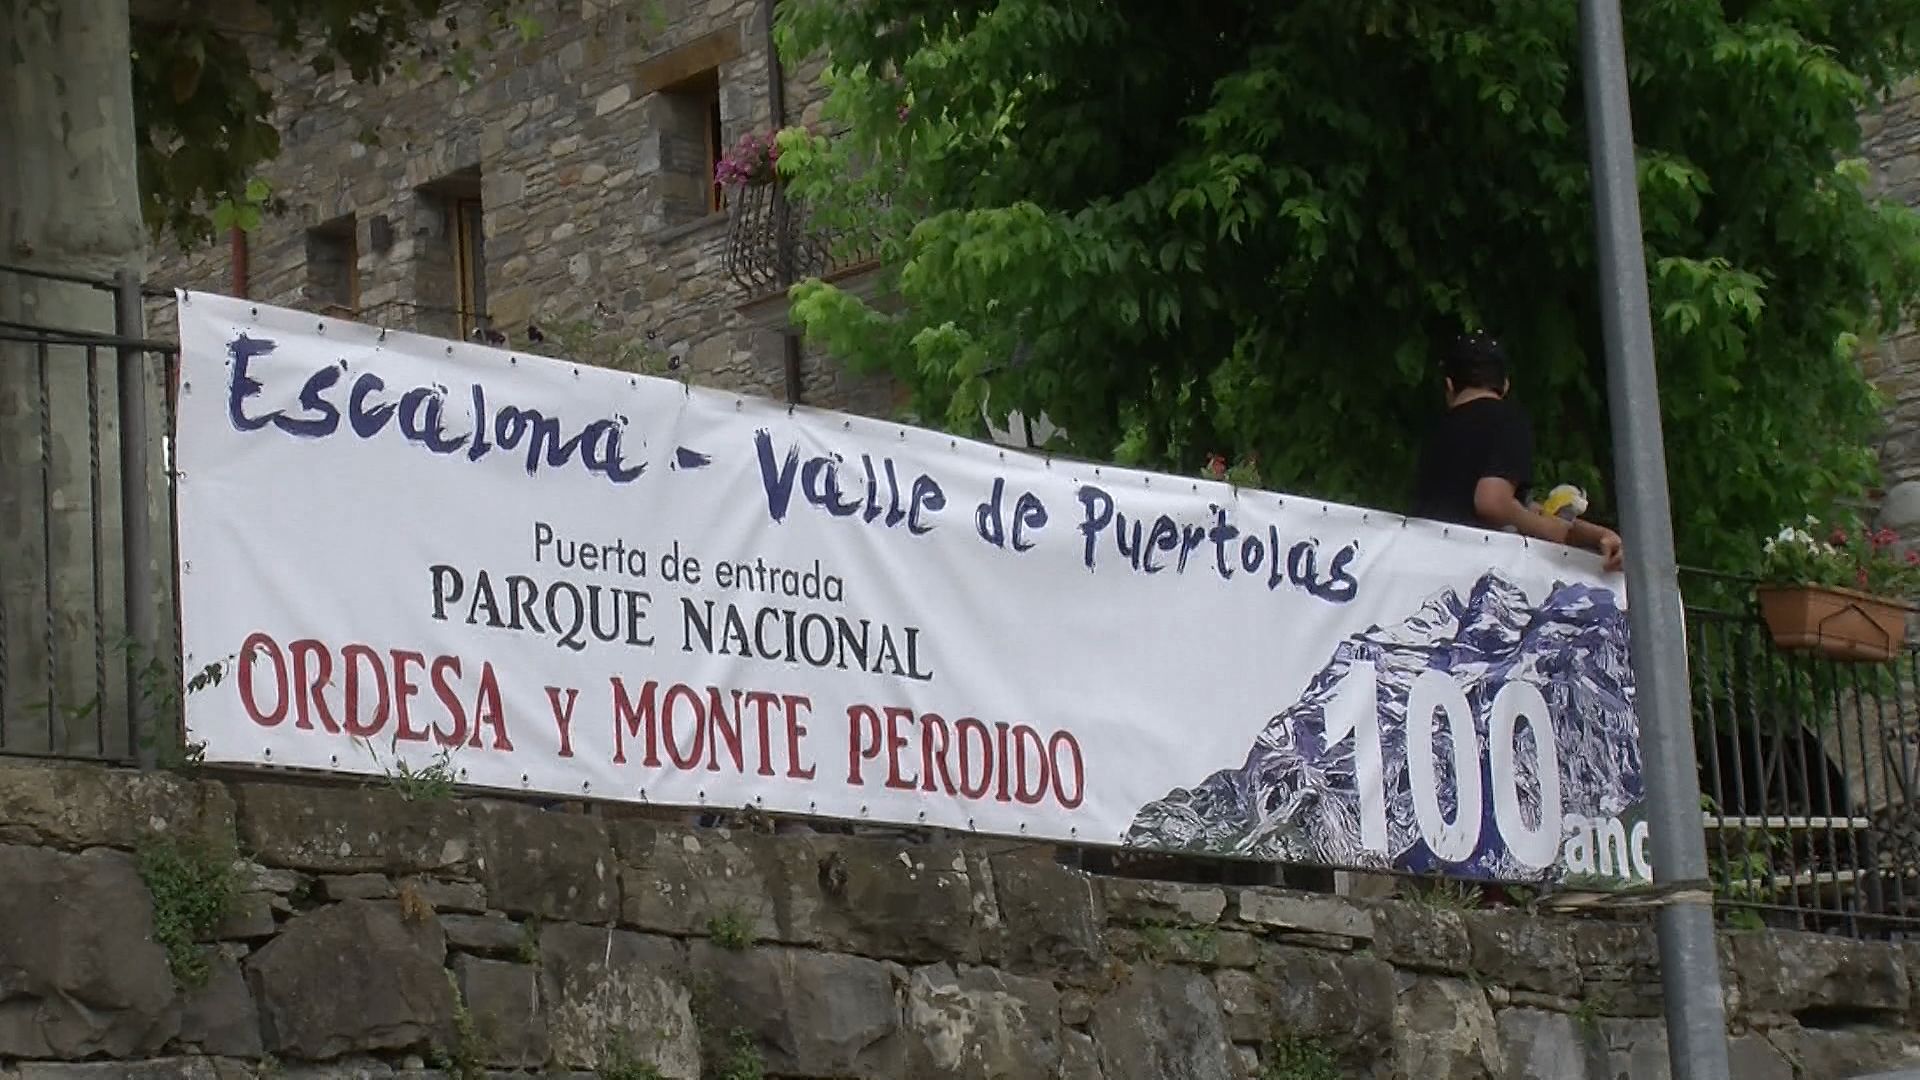 Escalona - Valle de Puertolas
Puerta de entrada
PARQUE NACIONAL
ORDESA Y MONTE PERDIDO
100